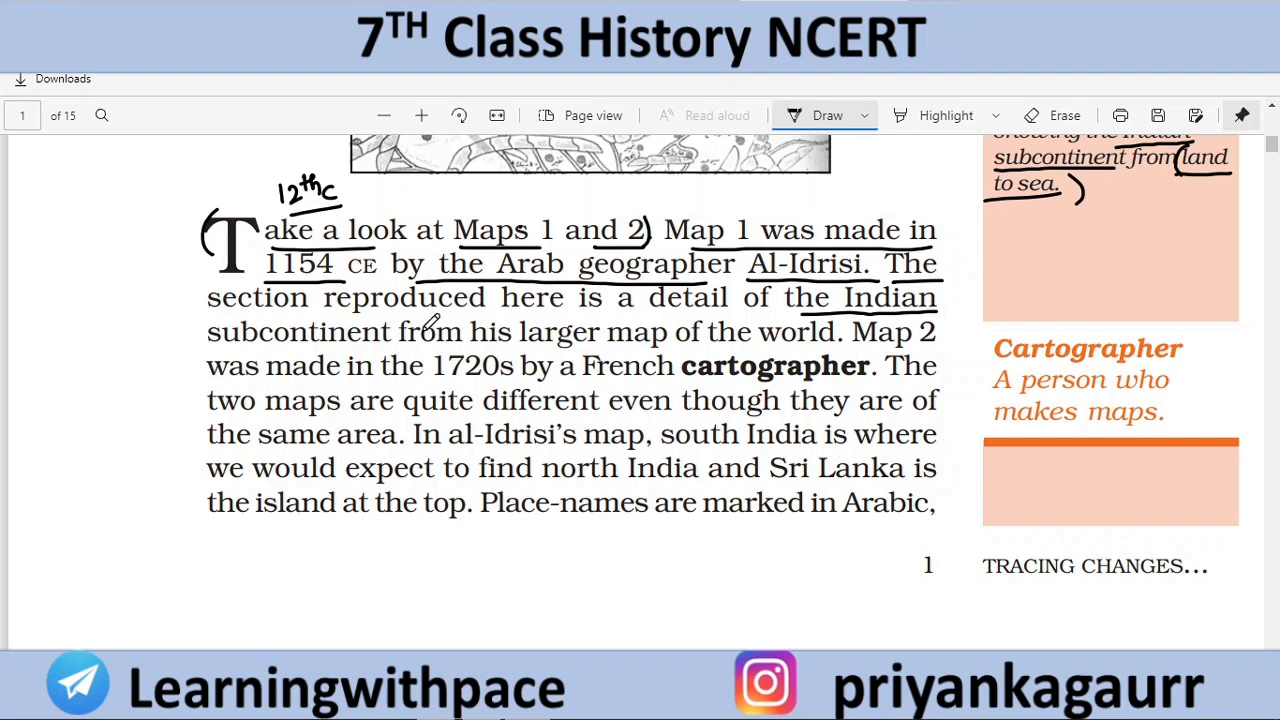 7TH Class History NCERT
Downloads
1 of 15 Page view Read aloud Draw Highlight Erase
showing the Indian
subcontinent from land
to sea.
12th C
Take a look at Maps 1 and 2. Map 1 was made in
1154 CE by the Arab geographer Al-Idrisi. The
section reproduced here is a detail of the Indian
subcontinent from his larger map of the world. Map 2
was made in the 1720s by a French cartographer. The
two maps are quite different even though they are of
the same area. In al-Idrisi's map, south India is where
we would expect to find north India and Sri Lanka is
the island at the top. Place-names are marked in Arabic,
Cartographer
A person who
makes maps.
1 TRACING CHANGES...
Learningwithpace priyankagaurr